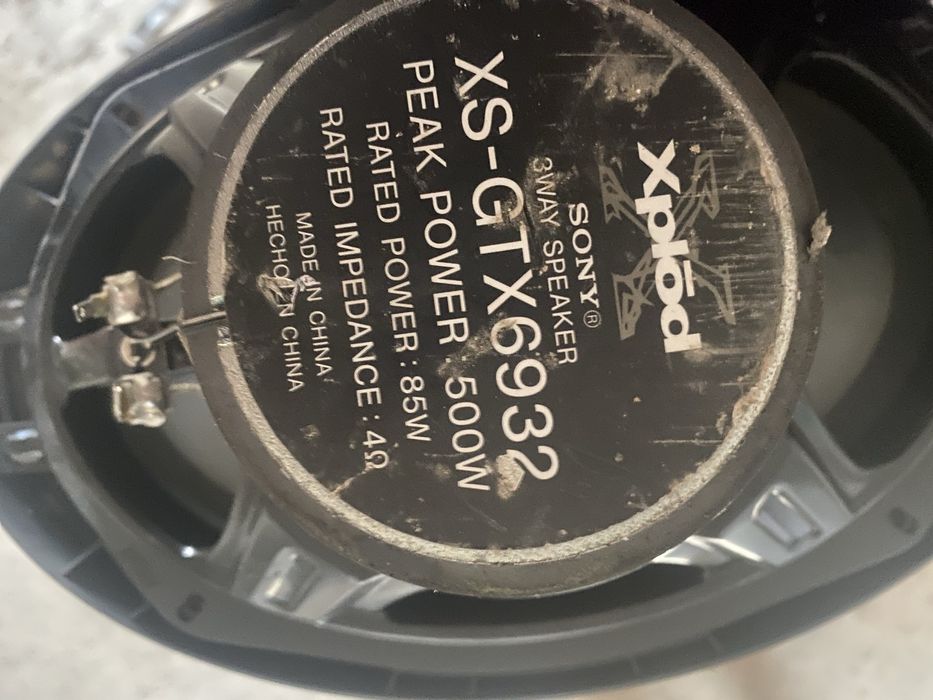 Xplōd
SONY®
3WAY SPEAKER
XS-GTX6932
PEAK POWER 500W
RATED POWER: 85W
RATED IMPEDANCE: 4Ω
MADE IN CHINA
HECHO EN CHINA